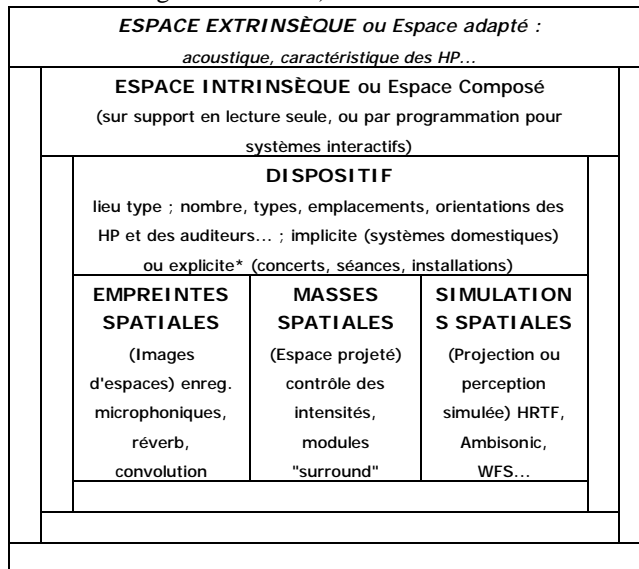 ESPACE EXTRINSÈQUE ou Espace adapté :
acoustique, caractéristique des HP...
ESPACE INTRINSÈQUE ou Espace Composé
(sur support en lecture seule, ou par programmation pour
systèmes interactifs)
DISPOSITIF
lieu type ; nombre, types, emplacements, orientations des
HP et des auditeurs... ; implicite (systèmes domestiques)
ou explicite* (concerts, séances, installations)
EMPREINTES
SPATIALES
(Images
d'espaces) enreg.
microphoniques,
réverb,
convolution
MASSES
SPATIALES
(Espace projeté)
contrôle des
intensités,
modules
"surround"
SIMULATION
S SPATIALES
(Projection ou
perception
simulée) HRTF,
Ambisonic,
WFS...